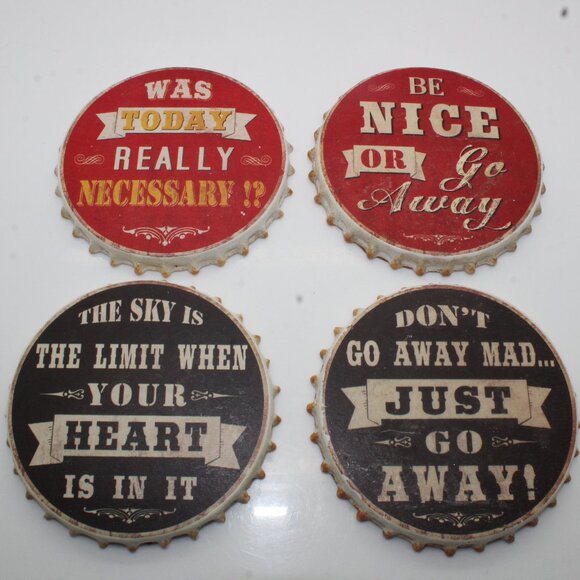 WAS
TODAY
REALLY
NECESSARY !?
BE
NICE
OR Go
Away
THE SKY IS
THE LIMIT WHEN
YOUR
HEART
IS IN IT
DON'T
GO AWAY MAD...
JUST
GO
AWAY!